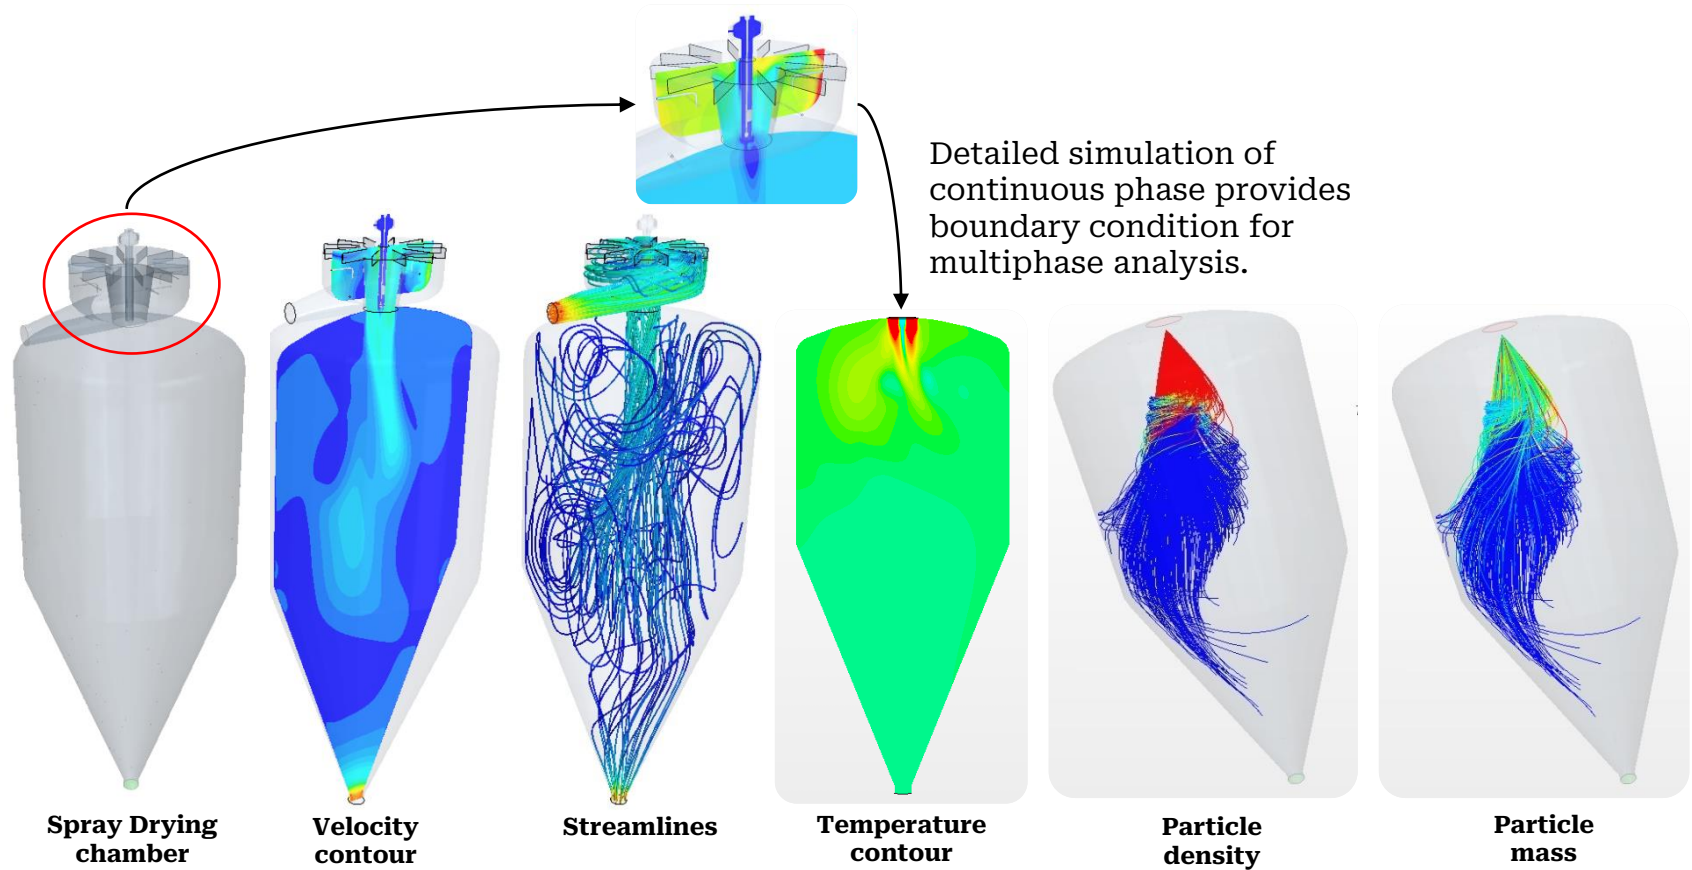 Detailed simulation of
continuous phase provides
boundary condition for
multiphase analysis.
Spray Drying
chamber
Velocity
contour
Streamlines
Temperature
contour
Particle
density
Particle
mass